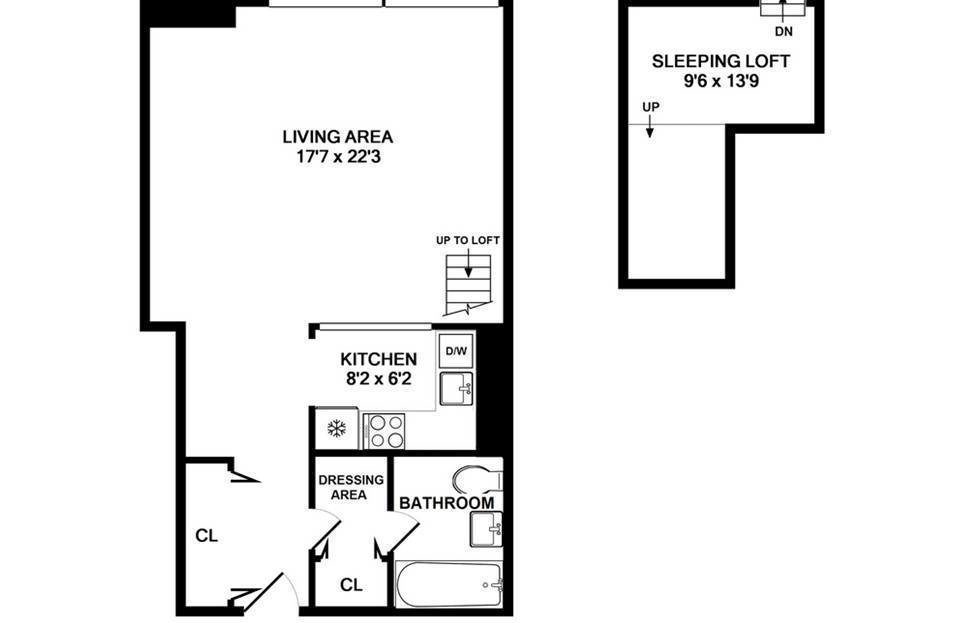 LIVING AREA
17'7 x 22'3
UP TO LOFT
KITCHEN
8'2 x 6'2
D/W
DRESSING
AREA
BATHROOM
CL
CL
DN
SLEEPING LOFT
9'6 x 13'9
UP